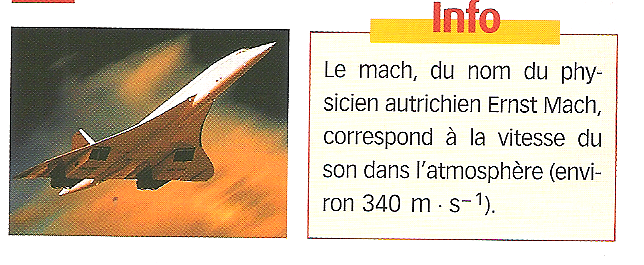 Info
Le mach, du nom du phy-
sicien autrichien Ernst Mach,
correspond à la vitesse du
son dans l'atmosphère (envi-
ron 340 m · s⁻¹).